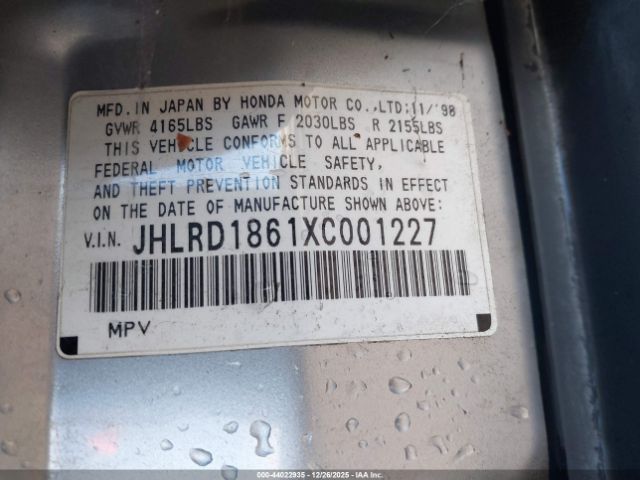 MFD. IN JAPAN BY HONDA MOTOR CO., LTD: 11/'98
GVWR 4165LBS GAWR F 2030LBS R 2155LBS
THIS VEHICLE CONFORMS TO ALL APPLICABLE
FEDERAL MOTOR VEHICLE SAFETY,
AND THEFT PREVENTION STANDARDS IN EFFECT
ON THE DATE OF MANUFACTURE SHOWN ABOVE:
V.I.N. JHLRD1861XC001227
MPV
000-44022935 - 12/26/2025 - IAA Inc.